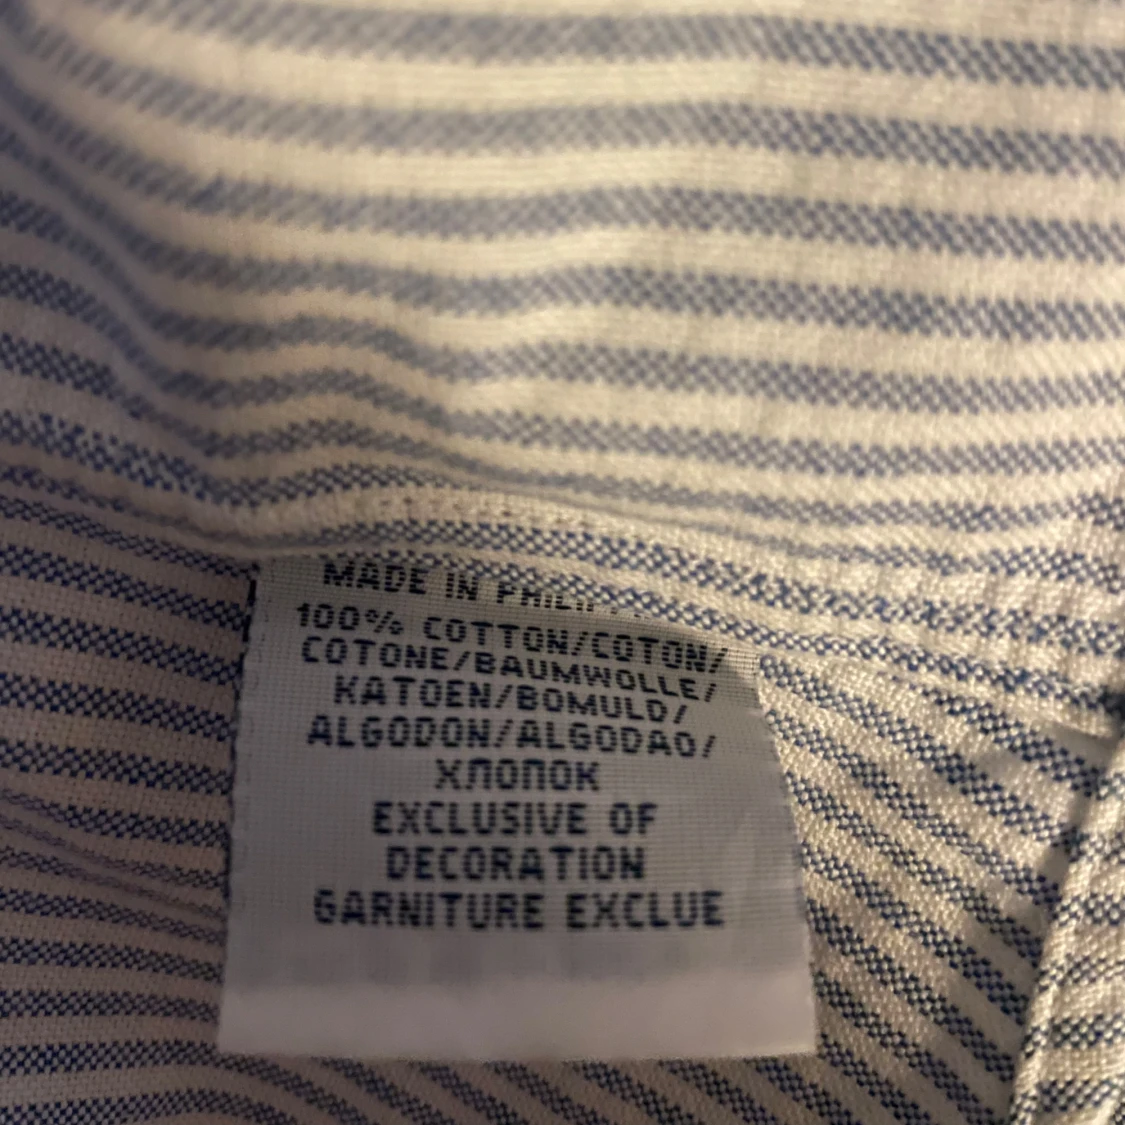 MADE IN
100% COTTON/COTON/
COTONE/BAUMWOLLE/
KATOEN/BOMULD/
ALGODON/ALGODAO/
ХЛОПОК
EXCLUSIVE OF
DECORATION
GARNITURE EXCLUE